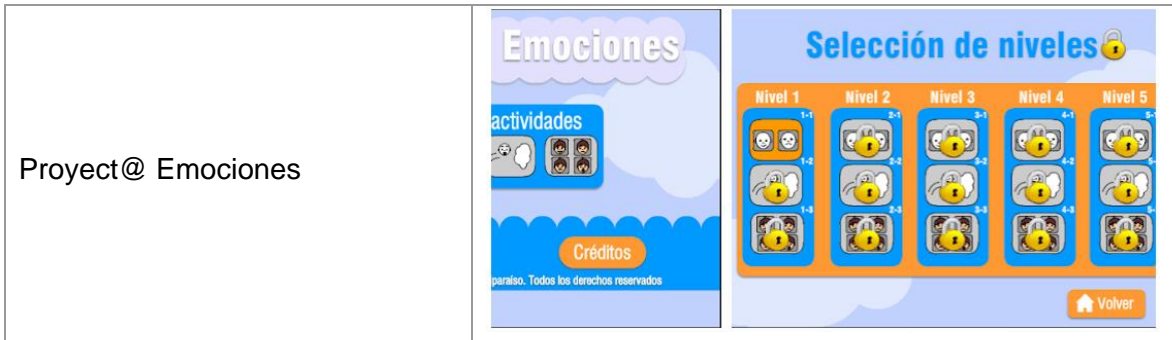 Proyect@ Emociones
Emociones
actividades
Créditos
paraíso. Todos los derechos reservados
Selección de niveles
Nivel 1 Nivel 2 Nivel 3 Nivel 4 Nivel 5
1-1 2-1 3-1 4-1 5-1
1-2 2-2 3-2 4-2 5-
1-3 2-3 3-3 4-3 5-
Volver